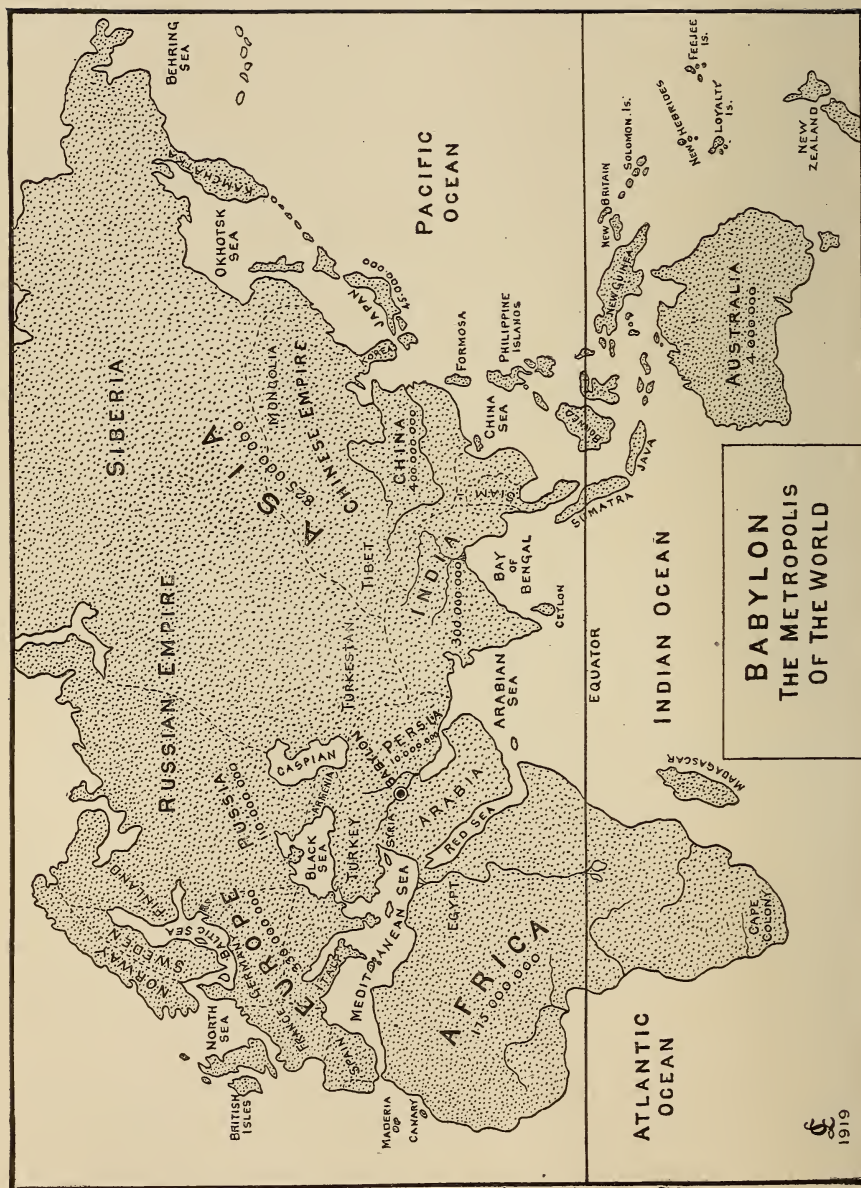 BEHRING
SEA
KAMCHATKA
OKHOTSK
SEA
SIBERIA
RUSSIAN EMPIRE
ASIA
825 000 000
MONGOLIA
CHINESE EMPIRE
JAPAN
45.000.000
PACIFIC
OCEAN
CHINA
400.000.000
TIBET
TURKESTAN
FORMOSA
PHILIPPINE
ISLANDS
CHINA
SEA
SIAM
INDIA
300.000.000
BAY
OF
BENGAL
CEYLON
ARABIAN
SEA
NORWAY
SWEDEN
FINLAND
BALTIC SEA
NORTH
SEA
BRITISH
ISLES
RUSSIA
110.000.000
EUROPE
330.000.000
GERMANY
FRANCE
SPAIN
ITALY
BLACK
SEA
CASPIAN
ARMENIA
TURKEY
SYRIA
BABYLON
PERSIA
10.000.000
ARABIA
RED SEA
MEDITERRANEAN SEA
MADERIA
CANARY
EGYPT
AFRICA
175 000 000
CAPE
COLONY
MADAGASCAR
EQUATOR
ATLANTIC
OCEAN
INDIAN OCEAN
BORNEO
SUMATRA
JAVA
NEW GUINEA
NEW BRITAIN
SOLOMON IS.
NEW HEBRIDES
FEEJEE
IS.
LOYALTY
IS.
AUSTRALIA
4.000.000
NEW
ZEALAND
BABYLON
THE METROPOLIS
OF THE WORLD
1919